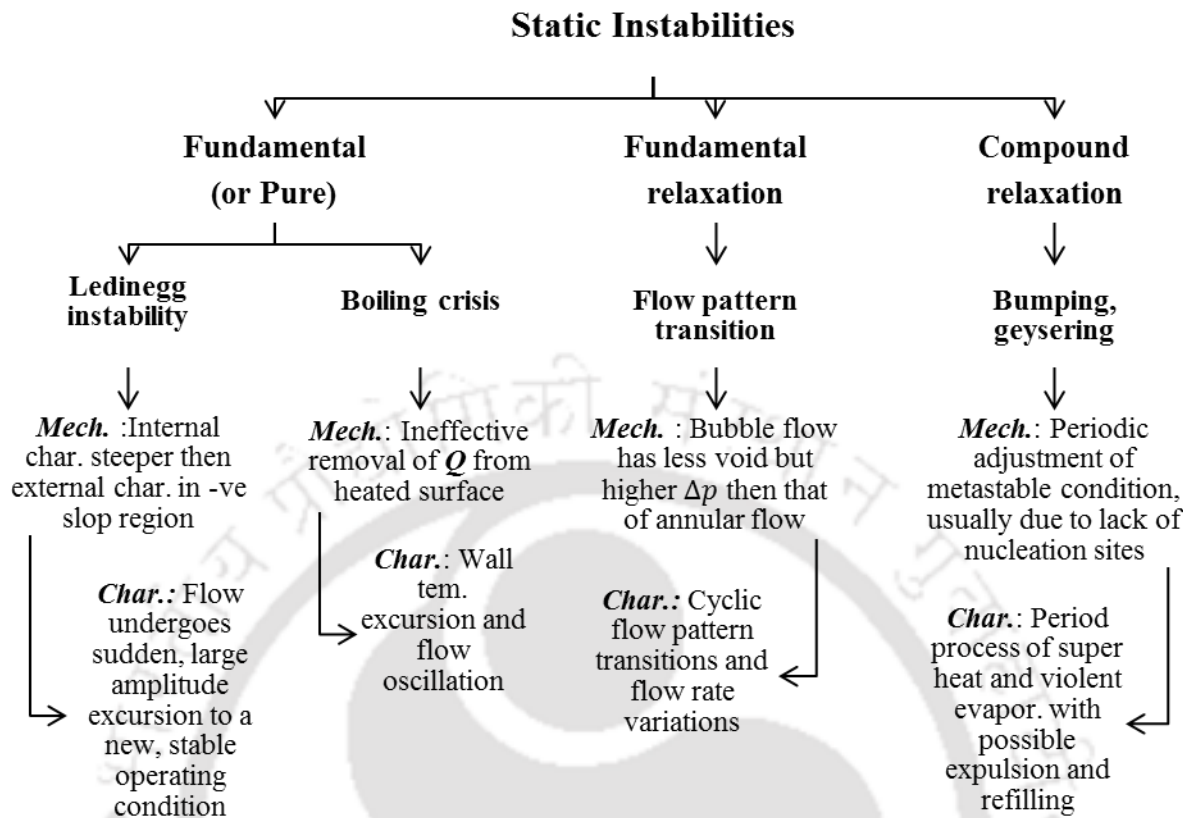 Static Instabilities
Fundamental
(or Pure)
Fundamental
relaxation
Compound
relaxation
Ledinegg
instability
Boiling crisis
Flow pattern
transition
Bumping,
geysering
Mech. :Internal
char. steeper then
external char. in -ve
slop region
Mech.: Ineffective
removal of Q from
heated surface
Mech. : Bubble flow
has less void but
higher Δp then that
of annular flow
Mech.: Periodic
adjustment of
metastable condition,
usually due to lack of
nucleation sites
Char.: Flow
undergoes
sudden, large
amplitude
excursion to a
new, stable
operating
condition
Char.: Wall
tem.
excursion and
flow
oscillation
Char.: Cyclic
flow pattern
transitions and
flow rate
variations
Char.: Period
process of super
heat and violent
evapor. with
possible
expulsion and
refilling